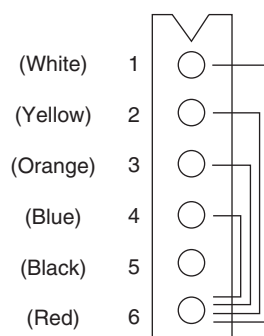 (White) 1
(Yellow) 2
(Orange) 3
(Blue) 4
(Black) 5
(Red) 6